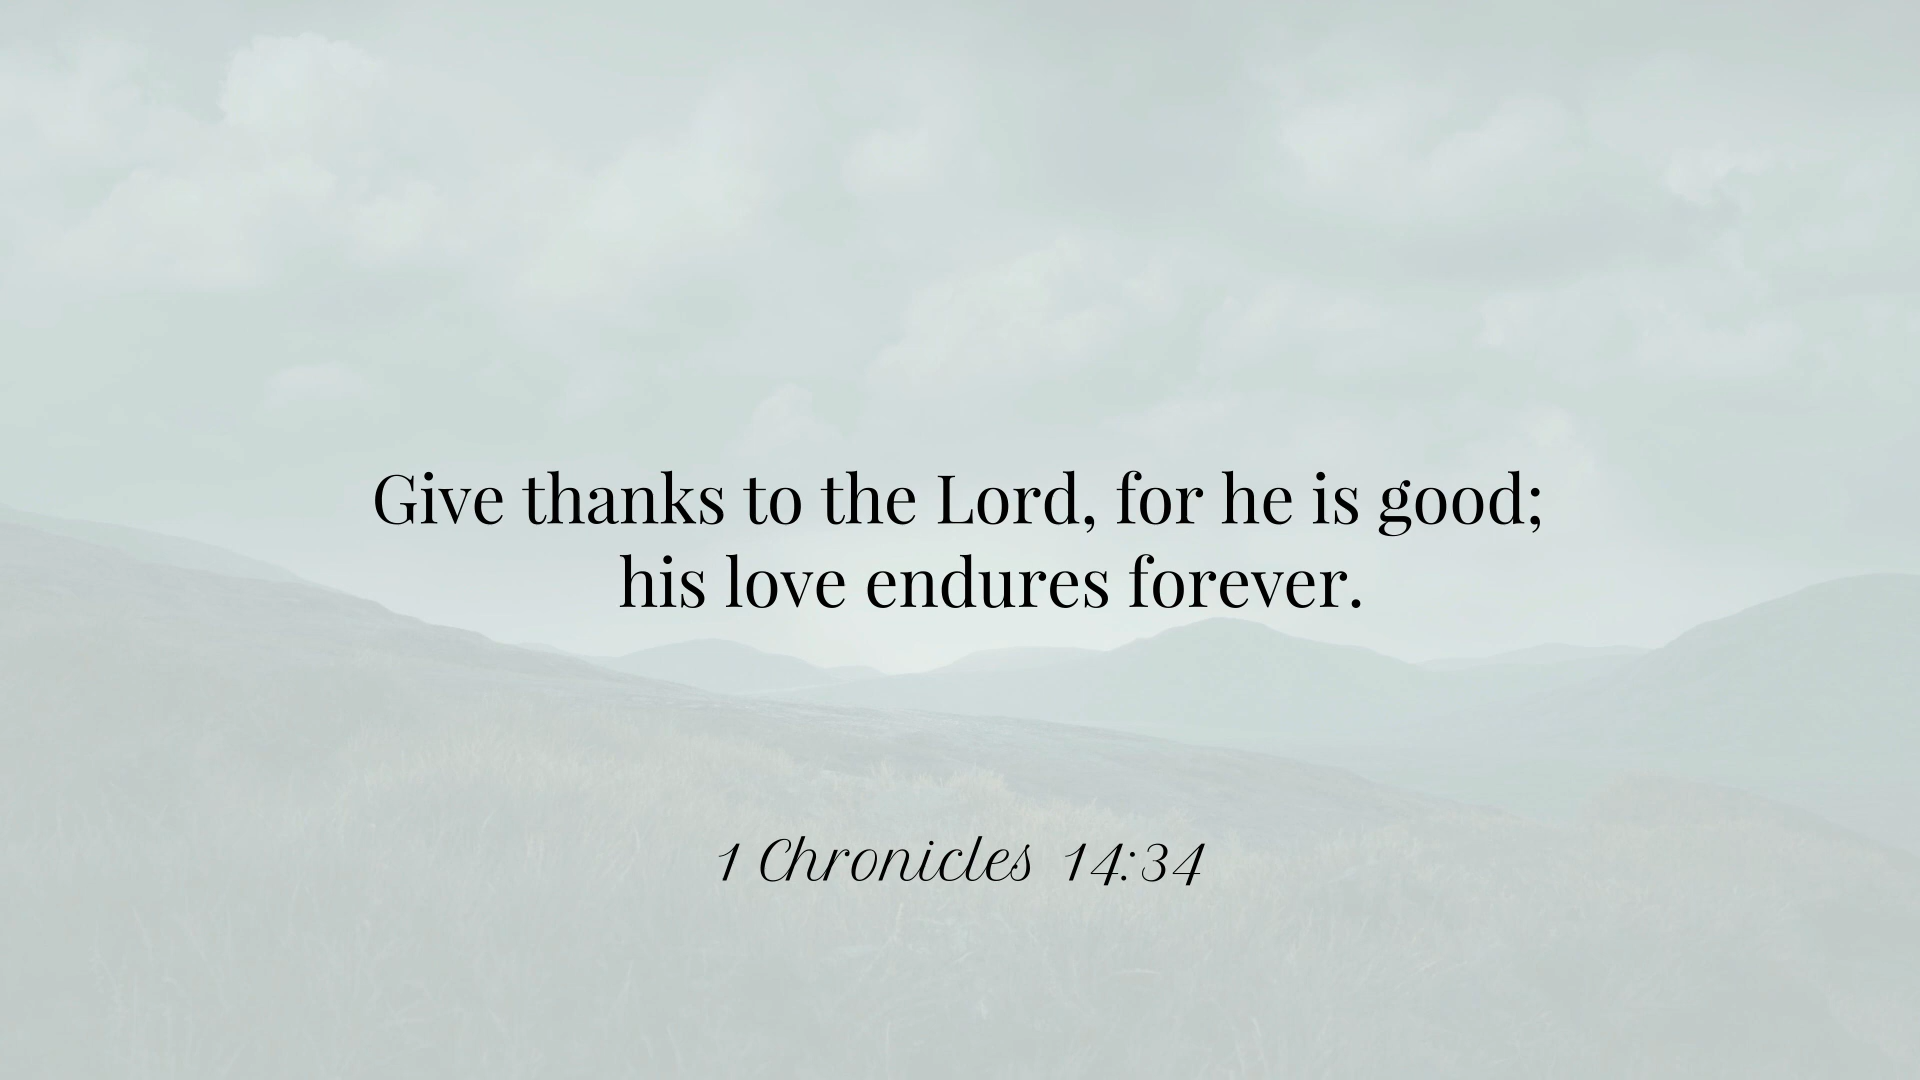 Give thanks to the Lord, for he is good;
his love endures forever.
1 Chronicles 14:34